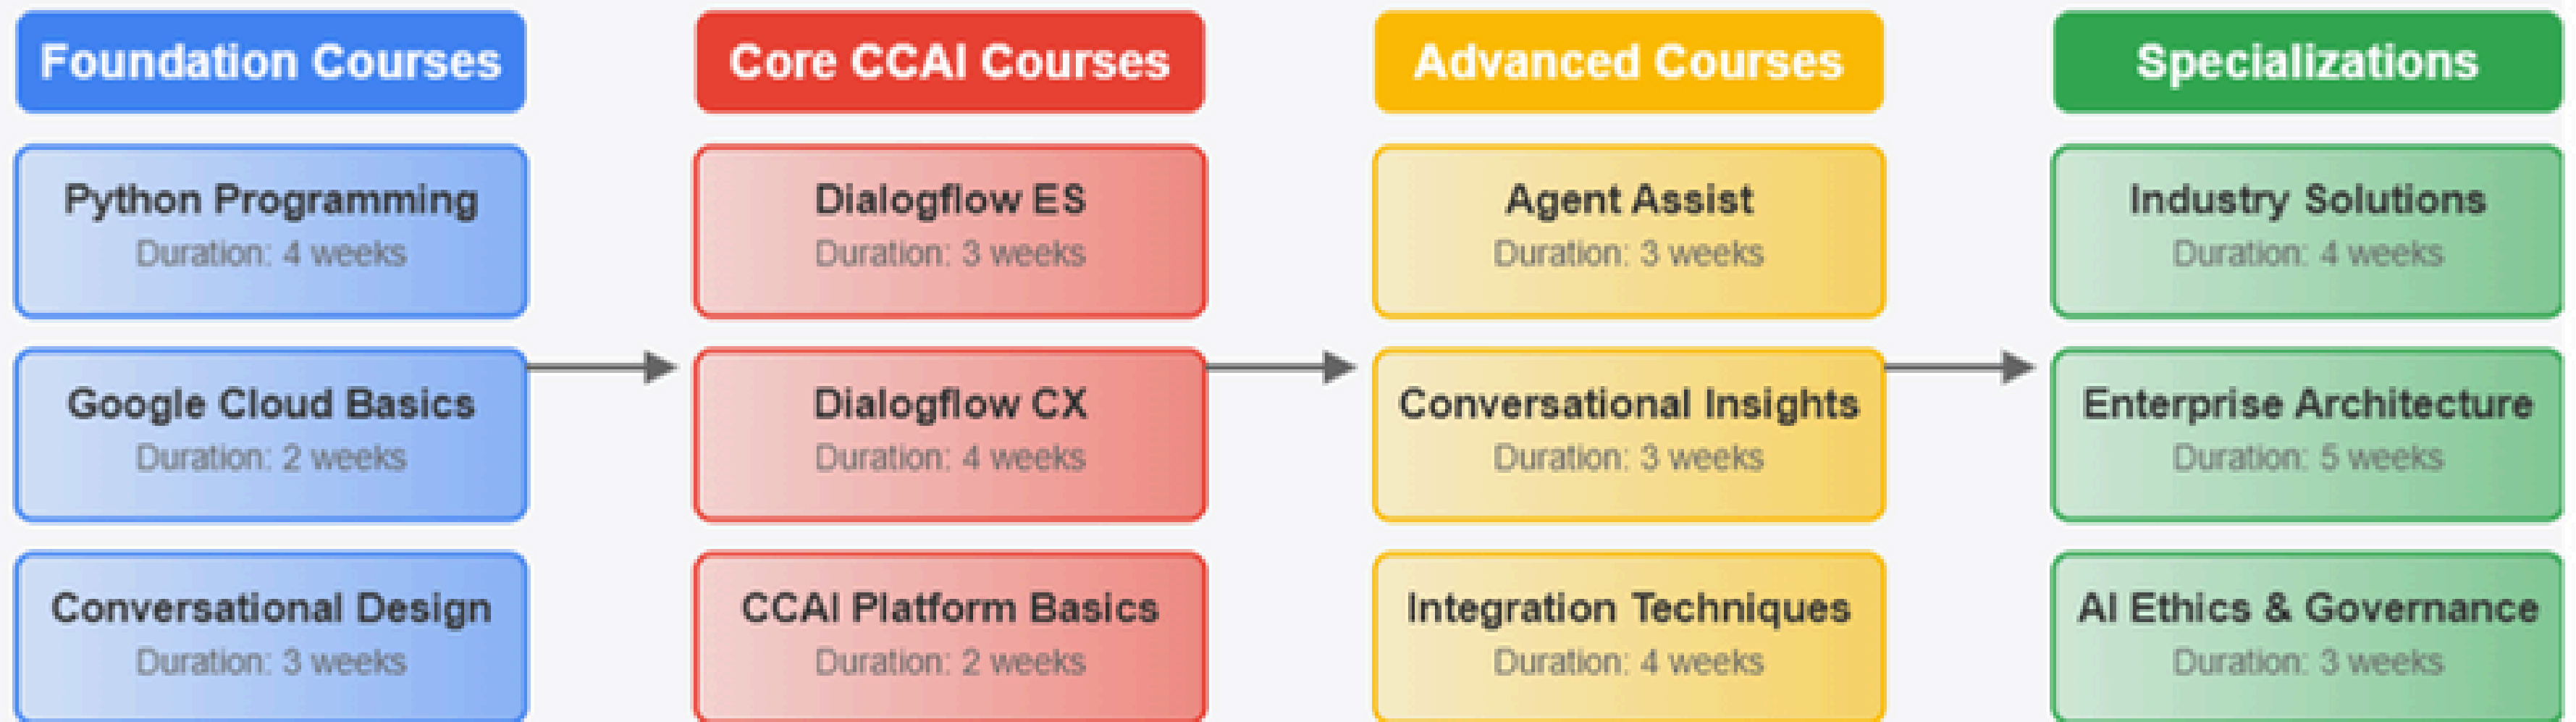 Foundation Courses
Python Programming
Duration: 4 weeks
Google Cloud Basics
Duration: 2 weeks
Conversational Design
Duration: 3 weeks
Core CCAI Courses
Dialogflow ES
Duration: 3 weeks
Dialogflow CX
Duration: 4 weeks
CCAI Platform Basics
Duration: 2 weeks
Advanced Courses
Agent Assist
Duration: 3 weeks
Conversational Insights
Duration: 3 weeks
Integration Techniques
Duration: 4 weeks
Specializations
Industry Solutions
Duration: 4 weeks
Enterprise Architecture
Duration: 5 weeks
AI Ethics & Governance
Duration: 3 weeks